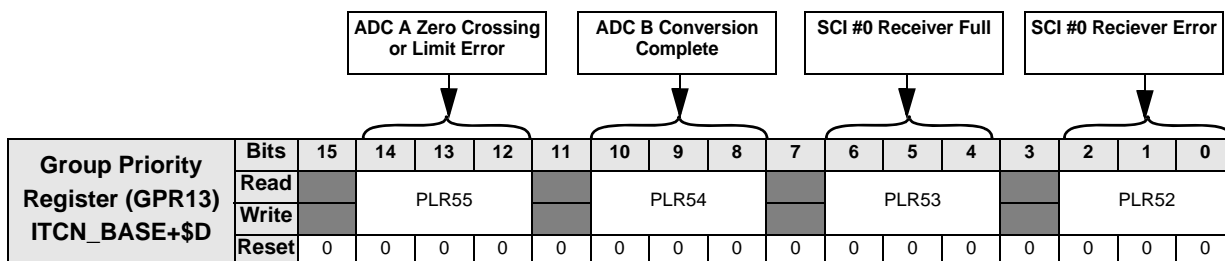 ADC A Zero Crossing
or Limit Error
ADC B Conversion
Complete
SCI #0 Receiver Full
SCI #0 Reciever Error
Group Priority
Register (GPR13)
ITCN_BASE+$D
Bits 15 14 13 12 11 10 9 8 7 6 5 4 3 2 1 0
Read
Write
PLR55 PLR54 PLR53 PLR52
Reset 0 0 0 0 0 0 0 0 0 0 0 0 0 0 0 0